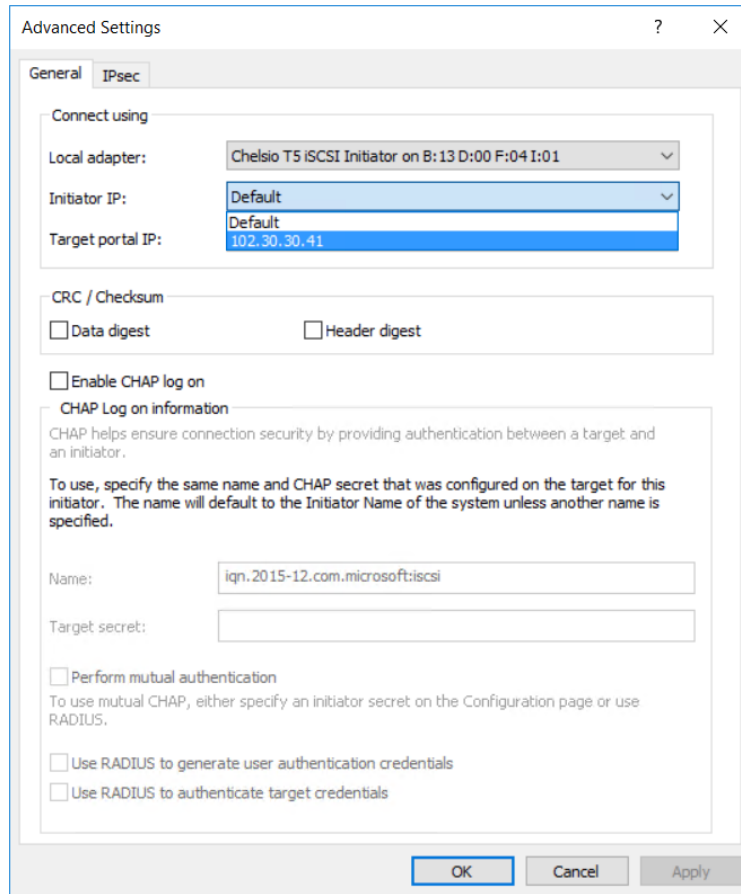 Advanced Settings
?
General
IPsec
Connect using
Local adapter:
Chelsio T5 iSCSI Initiator on B:13 D:00 F:04 I:01
Initiator IP:
Default
Default
Target portal IP:
102.30.30.41
CRC / Checksum
Data digest
Header digest
Enable CHAP log on
CHAP Log on information
CHAP helps ensure connection security by providing authentication between a target and
an initiator.
To use, specify the same name and CHAP secret that was configured on the target for this
initiator. The name will default to the Initiator Name of the system unless another name is
specified.
Name:
iqn.2015-12.com.microsoft:iscsi
Target secret:
Perform mutual authentication
To use mutual CHAP, either specify an initiator secret on the Configuration page or use
RADIUS.
Use RADIUS to generate user authentication credentials
Use RADIUS to authenticate target credentials
OK
Cancel
Apply